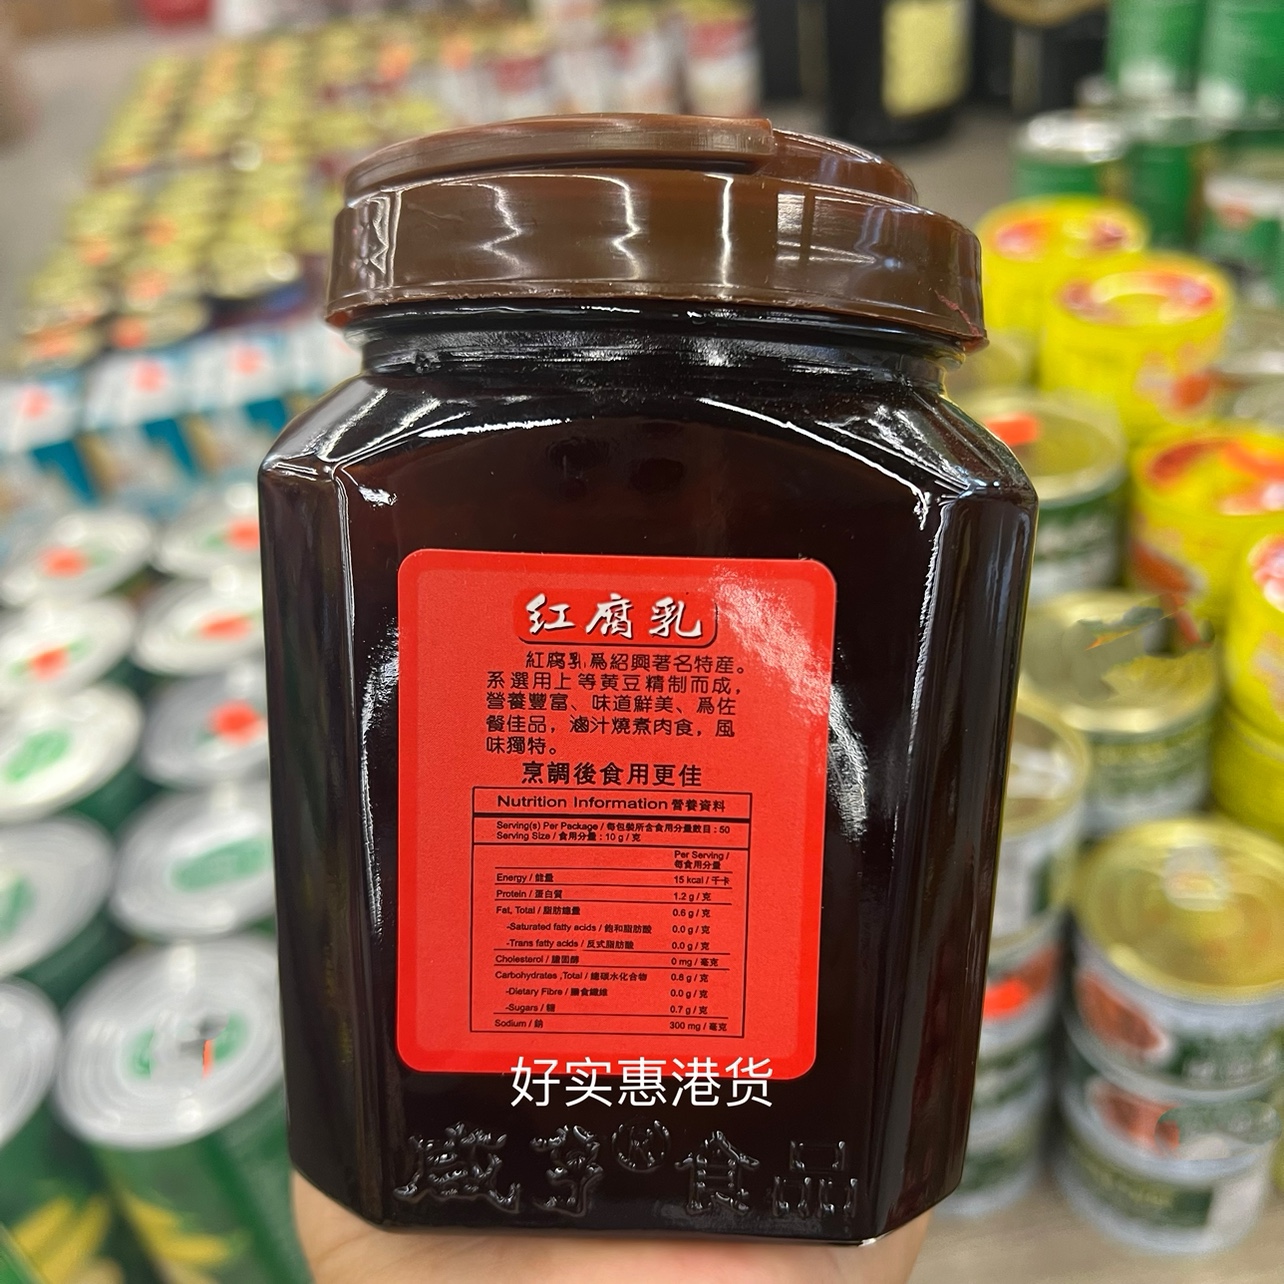 红腐乳
紅腐乳爲紹興著名特産。
系選用上等黄豆精制而成，
營養豐富、味道鮮美、爲佐
餐佳品，滷汁燒煮肉食，風
味獨特。
烹調後食用更佳
Nutrition Information 營養資料
Serving(s) Per Package / 每包裝所含食用分量數目 : 50
Serving Size / 食用分量 : 10 g / 克
Per Serving /
每食用分量
Energy / 能量 15 kcal / 千卡
Protein / 蛋白質 1.2 g / 克
Fat, Total / 脂肪總量 0.6 g / 克
-Saturated fatty acids / 飽和脂肪酸 0.0 g / 克
-Trans fatty acids / 反式脂肪酸 0.0 g / 克
Cholesterol / 膽固醇 0 mg / 毫克
Carbohydrates ,Total / 總碳水化合物 0.8 g / 克
-Dietary Fibre / 膳食纖維 0.0 g / 克
-Sugars / 糖 0.7 g / 克
Sodium / 鈉 300 mg / 毫克
好实惠港货
咸亨®食品